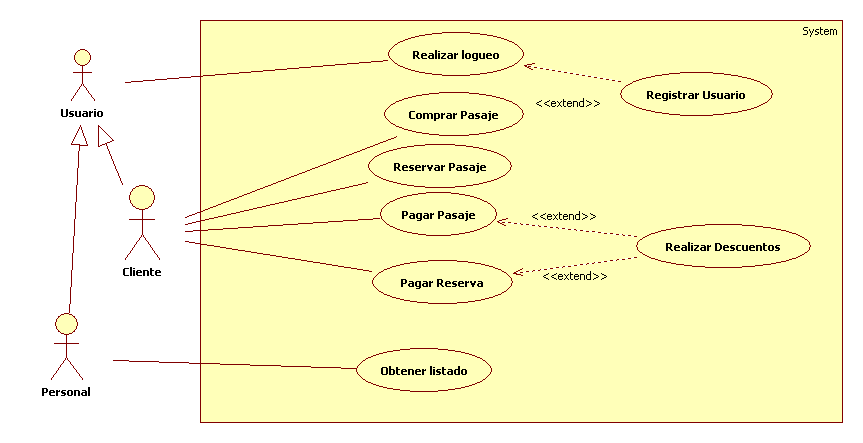 System
Realizar logueo
Registrar Usuario
<<extend>>
Usuario
Comprar Pasaje
Reservar Pasaje
Pagar Pasaje
<<extend>>
Realizar Descuentos
Cliente
Pagar Reserva
<<extend>>
Obtener listado
Personal